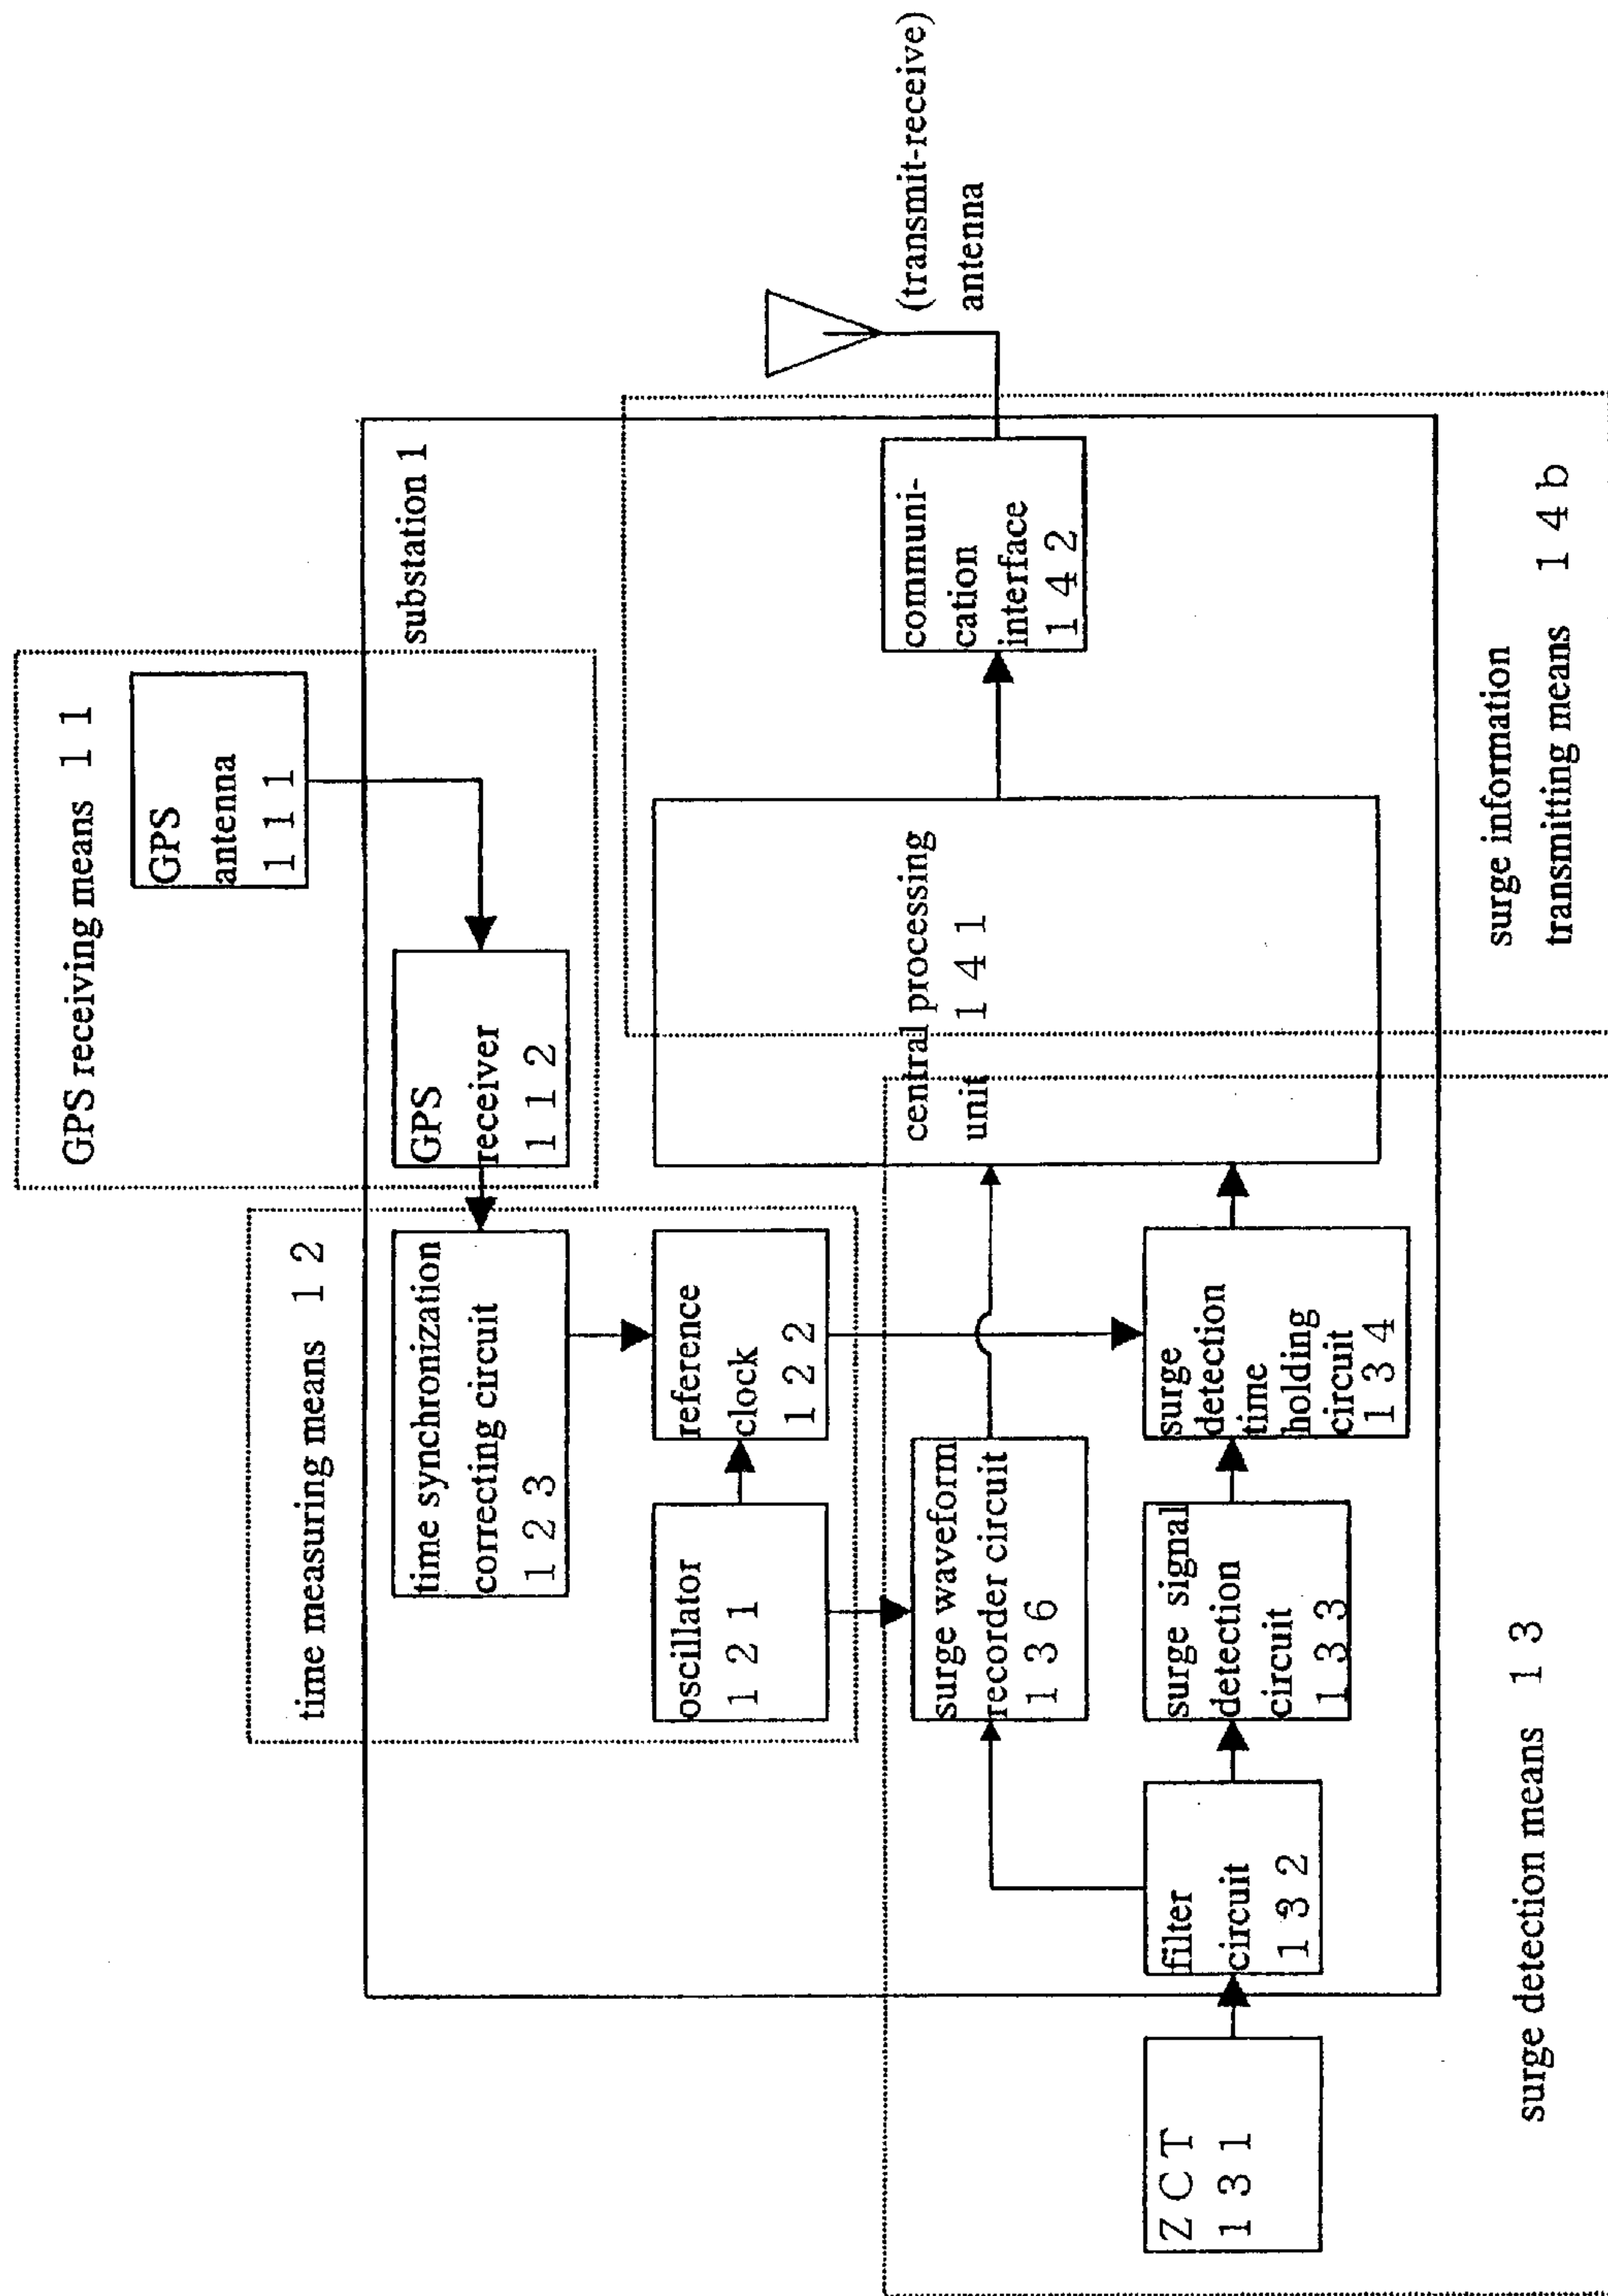 GPS receiving means 1 1
GPS
antenna
1 1 1
GPS
receiver
1 1 2
substation 1
time measuring means 1 2
time synchronization
correcting circuit
1 2 3
oscillator
1 2 1
reference
clock
1 2 2
surge waveform
recorder circuit
1 3 6
central processing
unit 1 4 1
communi-
cation
interface
1 4 2
(transmit-receive)
antenna
Z C T
1 3 1
filter
circuit
1 3 2
surge signal
detection
circuit
1 3 3
surge
detection
time
holding
circuit
1 3 4
surge detection means 1 3
surge information
transmitting means 1 4 b